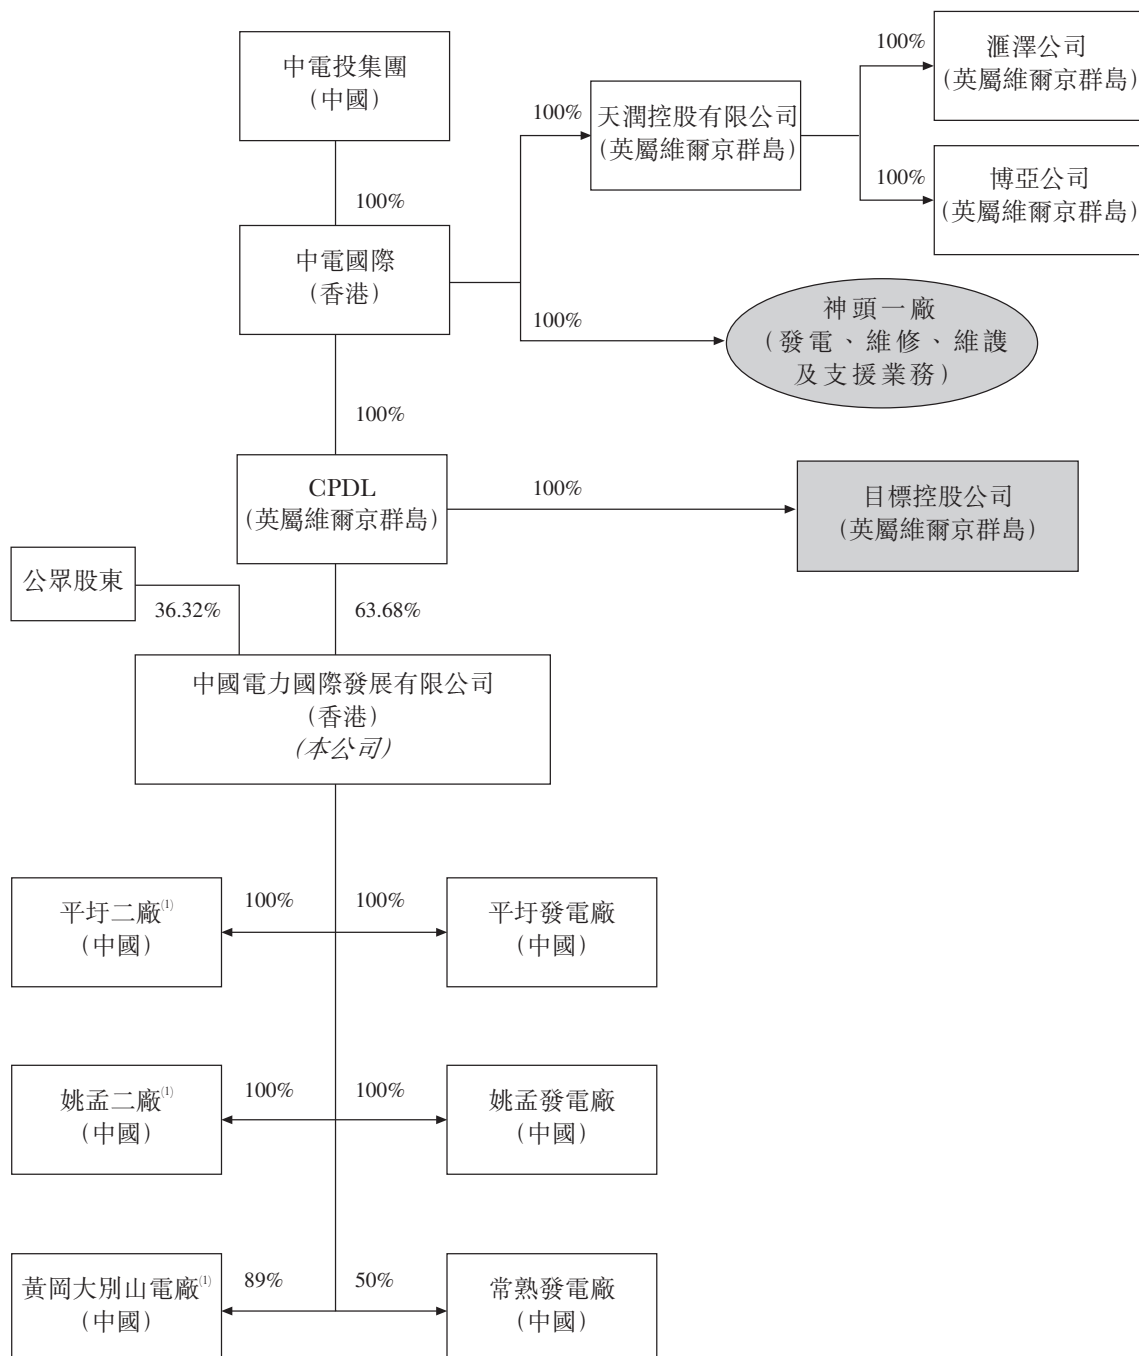 中電投集團
（中國）
100%
滙澤公司
（英屬維爾京群島）
100%
天潤控股有限公司
（英屬維爾京群島）
100%
博亞公司
（英屬維爾京群島）
100%
中電國際
（香港）
100%
神頭一廠
（發電、維修、維護
及支援業務）
100%
CPDL
（英屬維爾京群島）
100%
目標控股公司
（英屬維爾京群島）
公眾股東
36.32%
63.68%
中國電力國際發展有限公司
（香港）
（本公司）
平圩二廠(1)
（中國）
100%
100%
平圩發電廠
（中國）
姚孟二廠(1)
（中國）
100%
100%
姚孟發電廠
（中國）
黃岡大別山電廠(1)
（中國）
89%
50%
常熟發電廠
（中國）